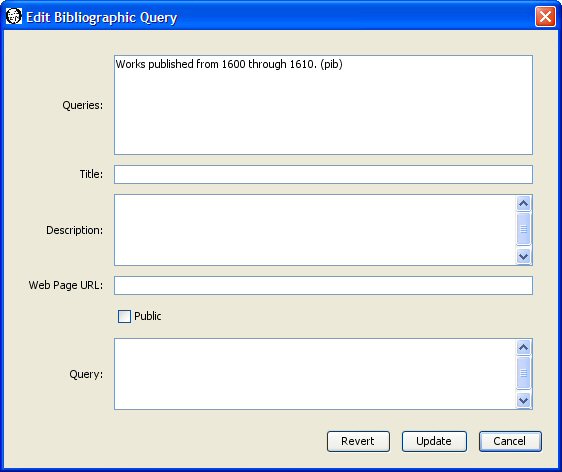 Edit Bibliographic Query
Queries:
Works published from 1600 through 1610. (pib)
Title:
Description:
Web Page URL:
Public
Query:
Revert Update Cancel